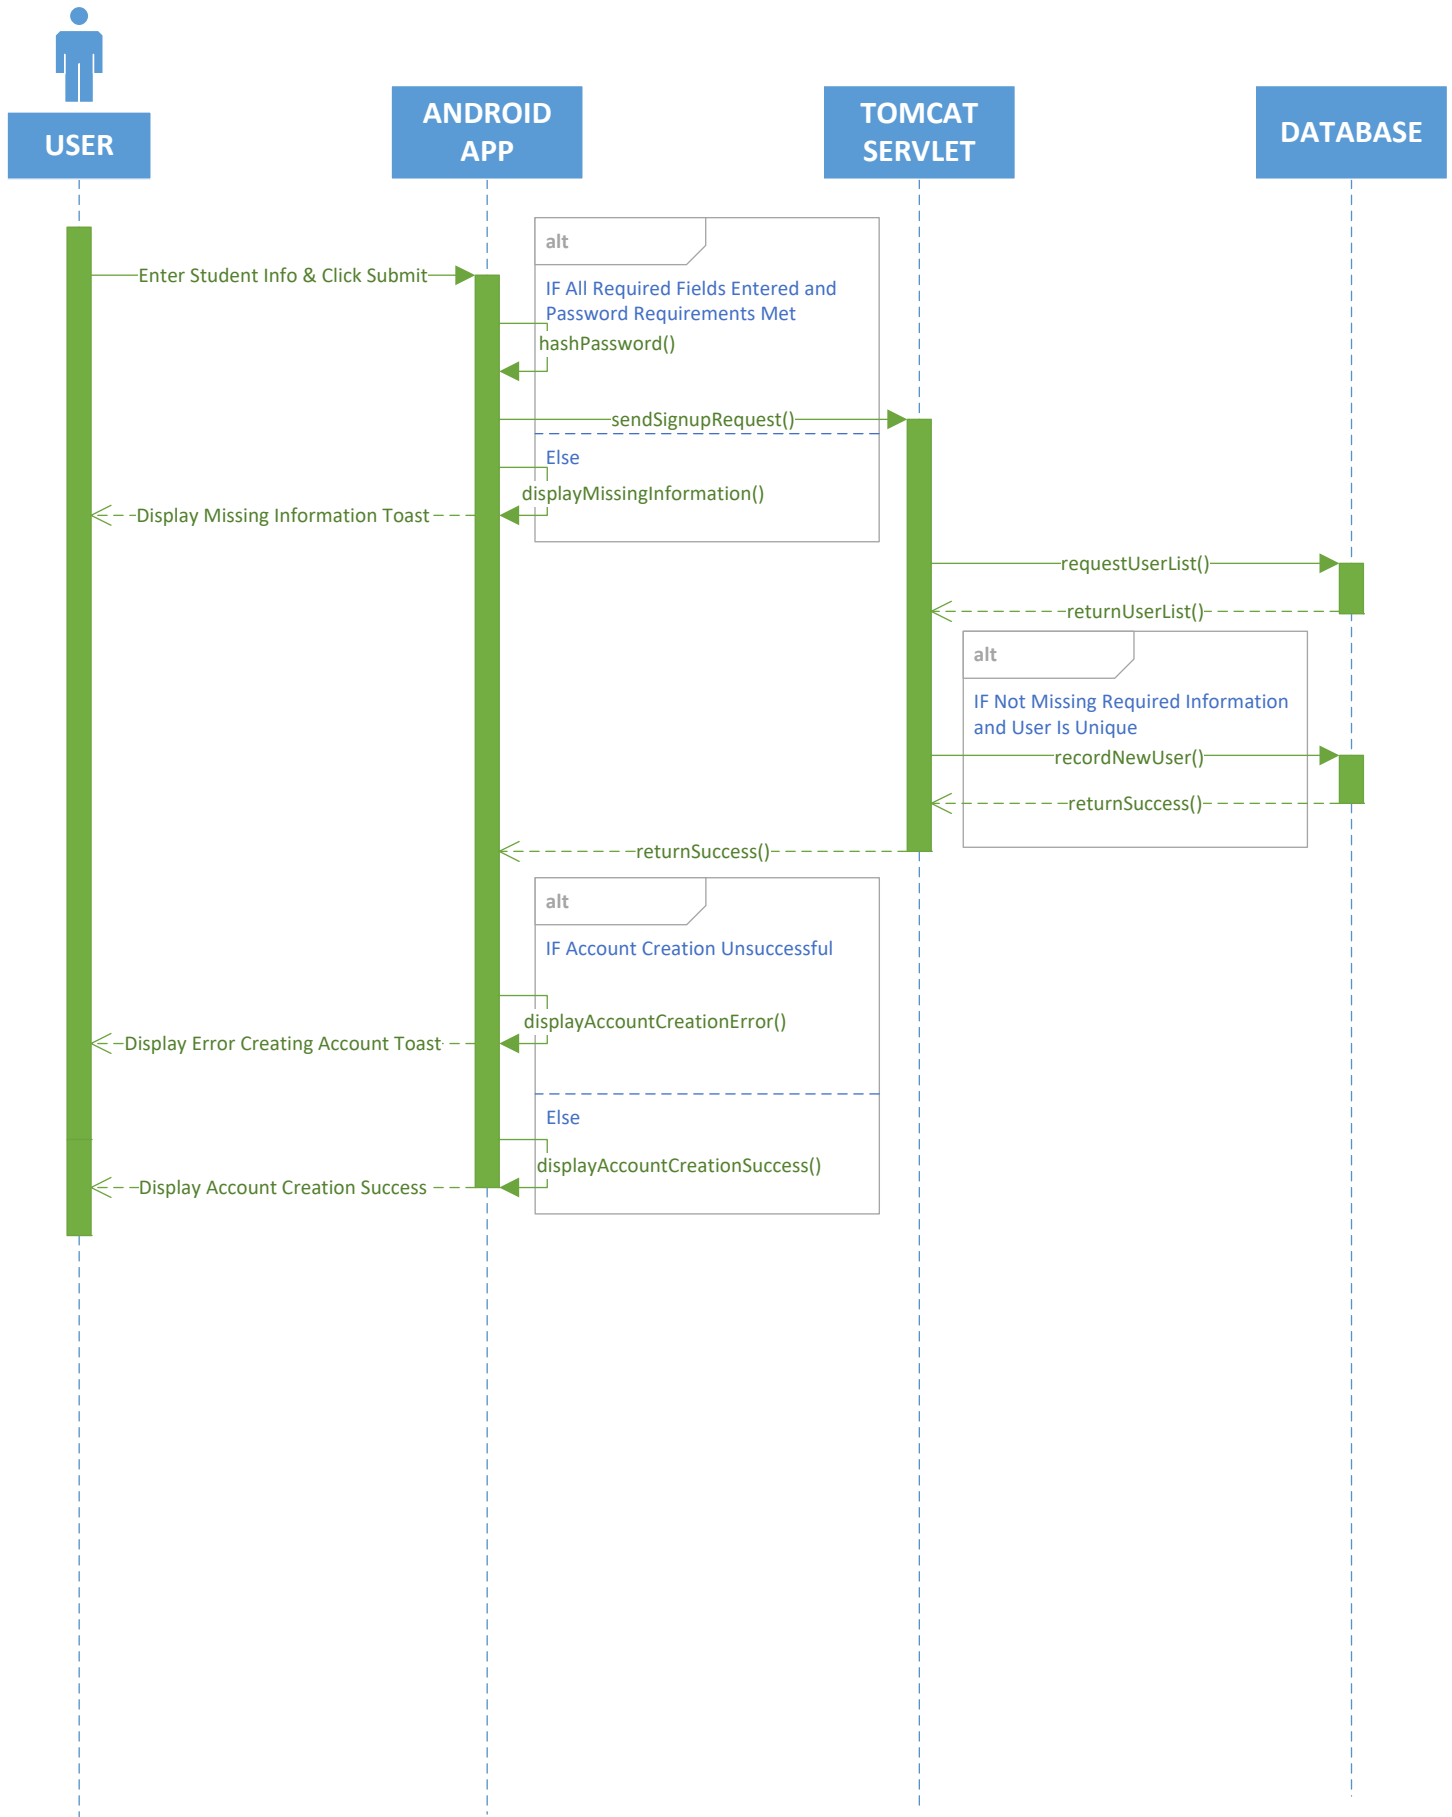 USER
ANDROID
APP
TOMCAT
SERVLET
DATABASE
alt
Enter Student Info & Click Submit
IF All Required Fields Entered and
Password Requirements Met
hashPassword()
sendSignupRequest()
Else
displayMissingInformation()
Display Missing Information Toast
requestUserList()
returnUserList()
alt
IF Not Missing Required Information
and User Is Unique
recordNewUser()
returnSuccess()
returnSuccess()
alt
IF Account Creation Unsuccessful
displayAccountCreationError()
Display Error Creating Account Toast
Else
displayAccountCreationSuccess()
Display Account Creation Success